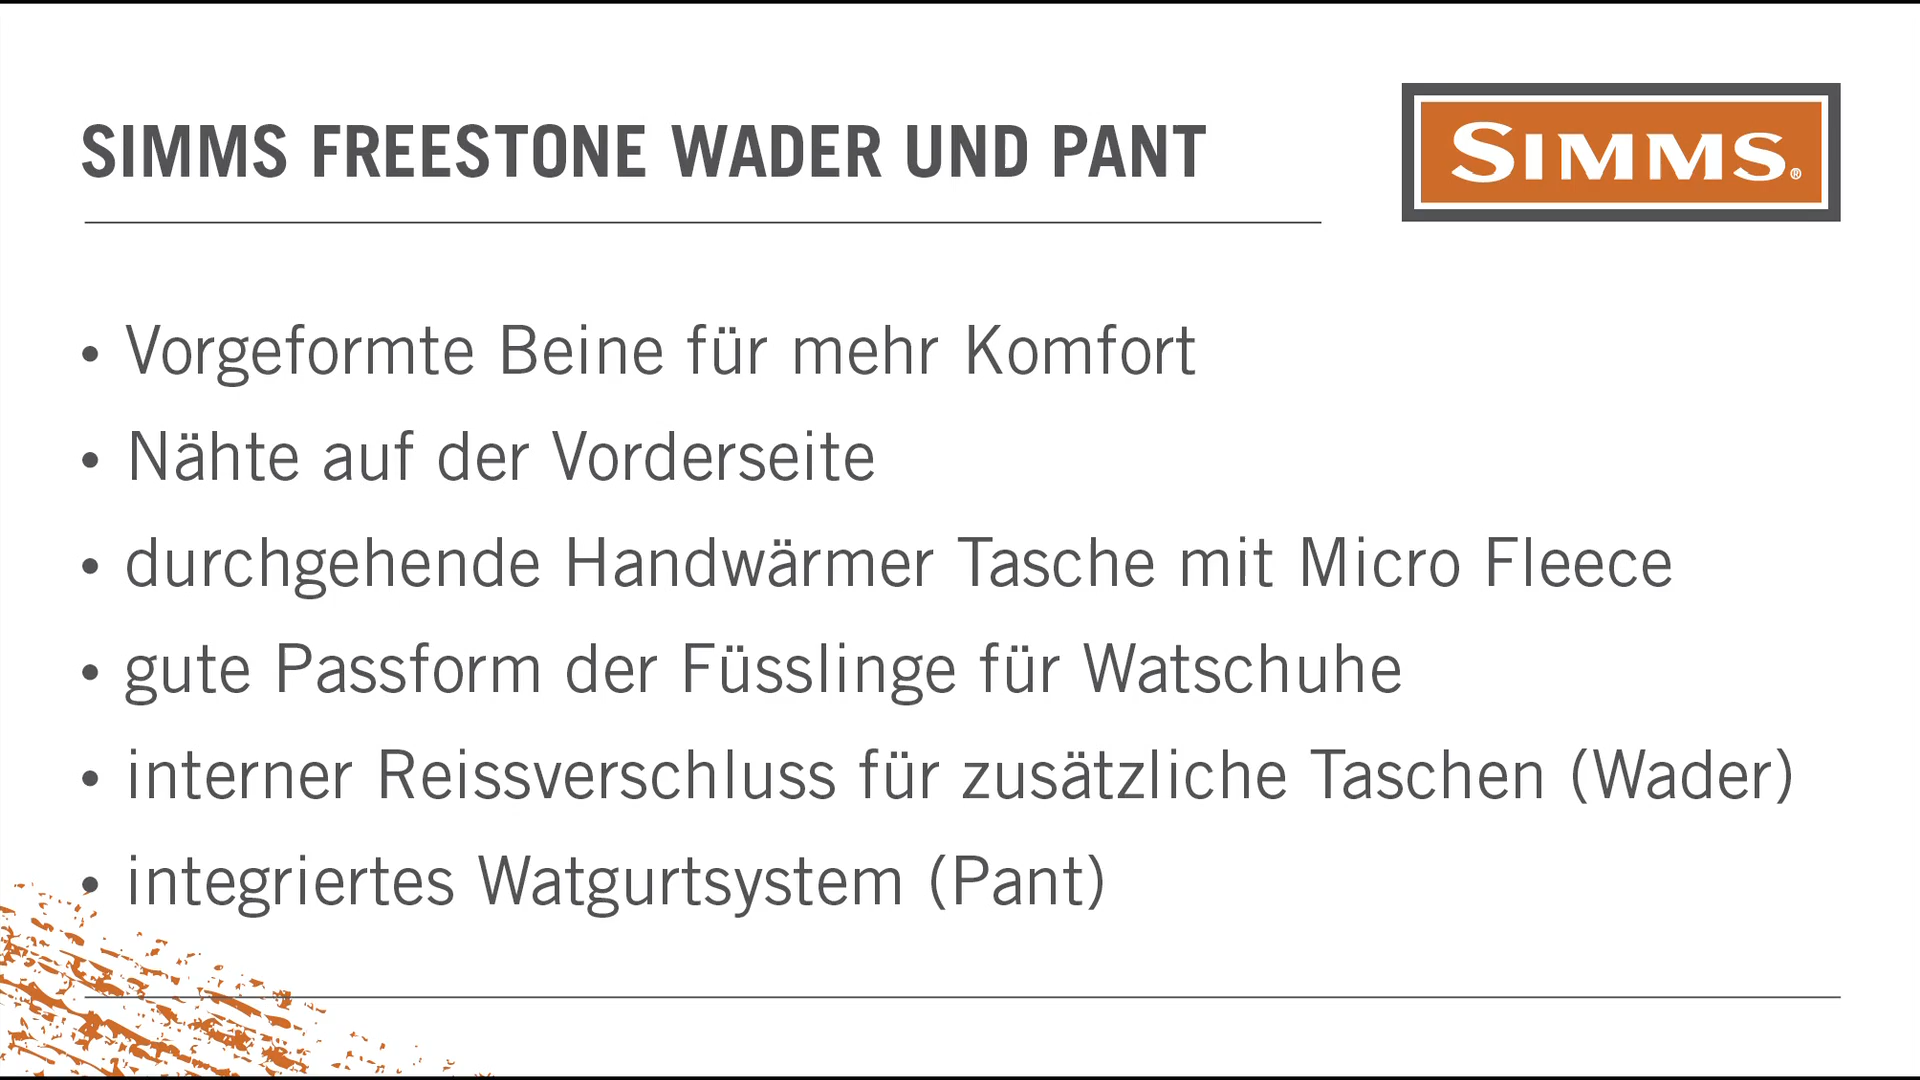 SIMMS FREESTONE WADER UND PANT
SIMMS®
• Vorgeformte Beine für mehr Komfort
• Nähte auf der Vorderseite
• durchgehende Handwärmer Tasche mit Micro Fleece
• gute Passform der Füsslinge für Watschuhe
• interner Reissverschluss für zusätzliche Taschen (Wader)
• integriertes Watgurtsystem (Pant)